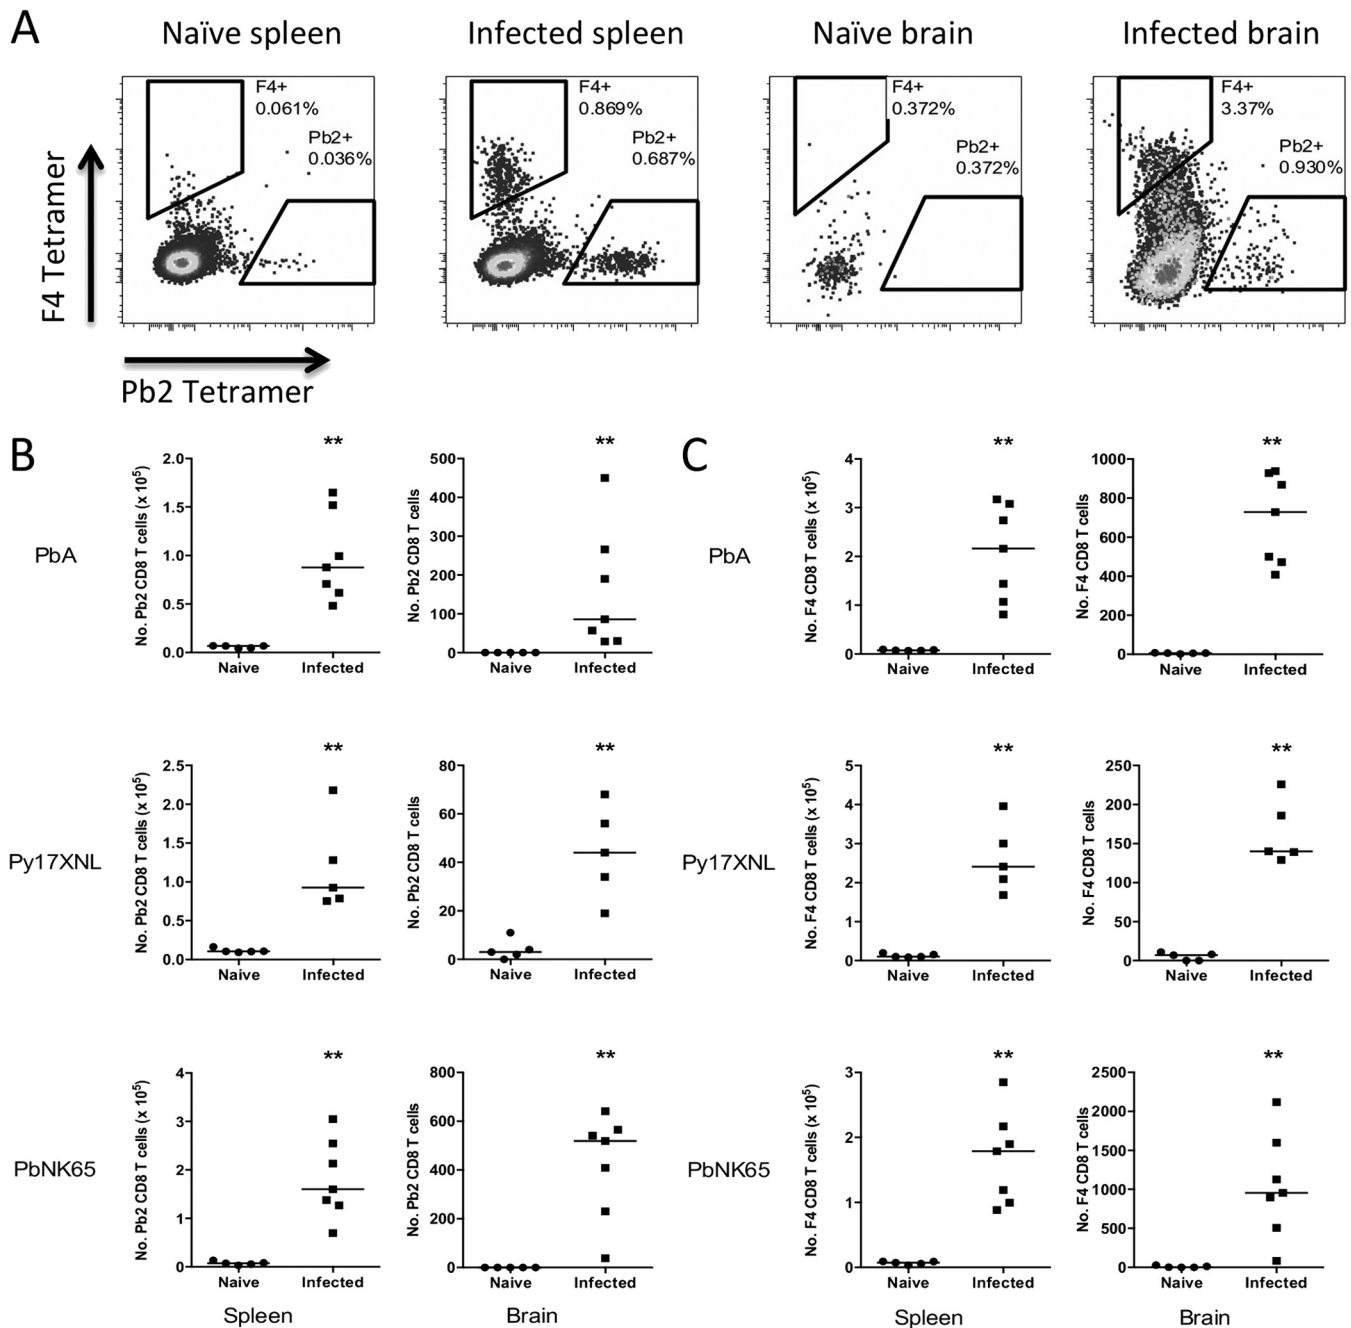 A
Naïve spleen
Infected spleen
Naïve brain
Infected brain
F4+
0.061%
Pb2+
0.036%
F4+
0.869%
Pb2+
0.687%
F4+
0.372%
Pb2+
0.372%
F4+
3.37%
Pb2+
0.930%
F4 Tetramer
Pb2 Tetramer
B
PbA
No. Pb2 CD8 T cells (x 10⁵)
2.0
1.5
1.0
0.5
0.0
**
Naive
Infected
No. Pb2 CD8 T cells
500
400
300
200
100
0
**
Naive
Infected
C
PbA
No. F4 CD8 T cells (x 10⁵)
4
3
2
1
0
**
Naive
Infected
No. F4 CD8 T cells
1000
800
600
400
200
0
**
Naive
Infected
Py17XNL
No. Pb2 CD8 T cells (x 10⁵)
2.5
2.0
1.5
1.0
0.5
0.0
**
Naive
Infected
No. Pb2 CD8 T cells
80
60
40
20
0
**
Naive
Infected
Py17XNL
No. F4 CD8 T cells (x 10⁵)
5
4
3
2
1
0
**
Naive
Infected
No. F4 CD8 T cells
250
200
150
100
50
0
**
Naive
Infected
PbNK65
No. Pb2 CD8 T cells (x 10⁵)
4
3
2
1
0
**
Naive
Infected
Spleen
No. Pb2 CD8 T cells
800
600
400
200
0
**
Naive
Infected
Brain
PbNK65
No. F4 CD8 T cells (x 10⁵)
3
2
1
0
**
Naive
Infected
Spleen
No. F4 CD8 T cells
2500
2000
1500
1000
500
0
**
Naive
Infected
Brain